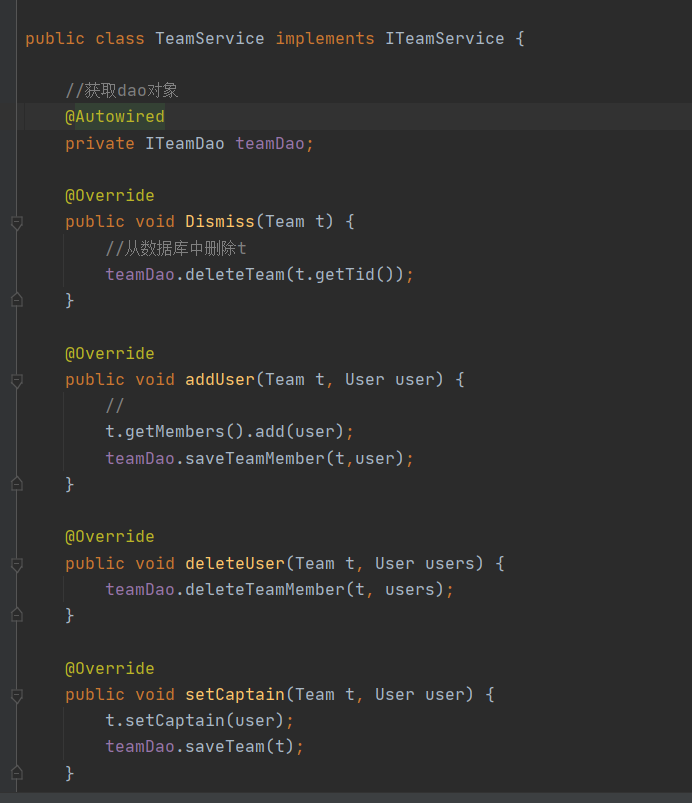 public class TeamService implements ITeamService {
//获取dao对象
@Autowired
private ITeamDao teamDao;
@Override
public void Dismiss(Team t) {
//从数据库中删除t
teamDao.deleteTeam(t.getTid());
}
@Override
public void addUser(Team t, User user) {
//
t.getMembers().add(user);
teamDao.saveTeamMember(t,user);
}
@Override
public void deleteUser(Team t, User users) {
teamDao.deleteTeamMember(t, users);
}
@Override
public void setCaptain(Team t, User user) {
t.setCaptain(user);
teamDao.saveTeam(t);
}